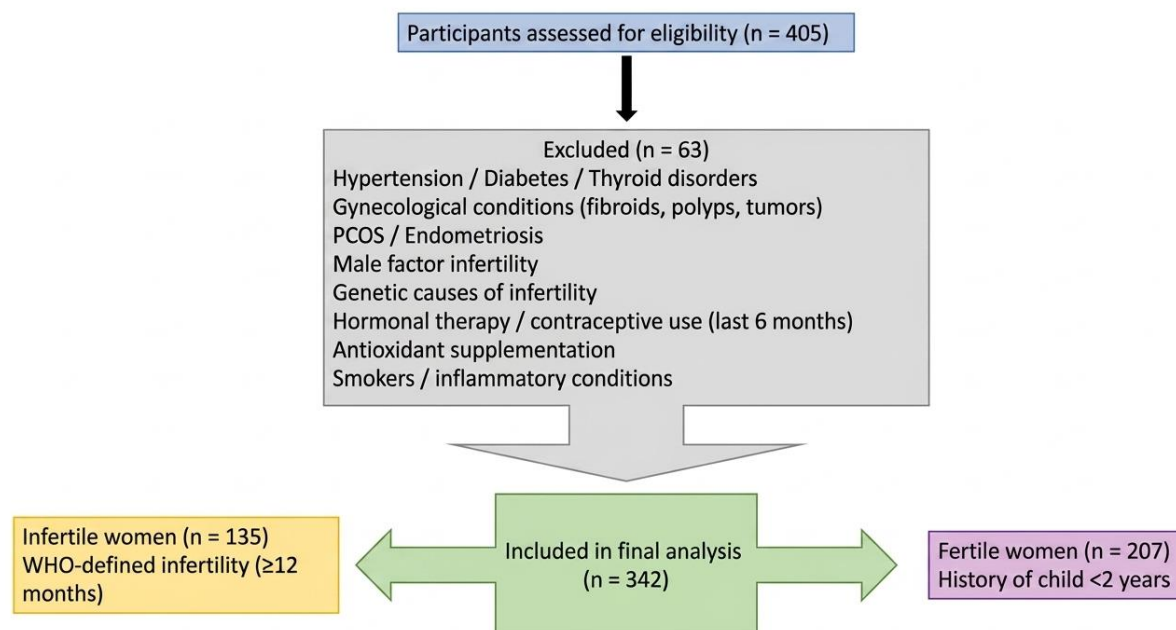 Participants assessed for eligibility (n = 405)
Excluded (n = 63)
Hypertension / Diabetes / Thyroid disorders
Gynecological conditions (fibroids, polyps, tumors)
PCOS / Endometriosis
Male factor infertility
Genetic causes of infertility
Hormonal therapy / contraceptive use (last 6 months)
Antioxidant supplementation
Smokers / inflammatory conditions
Included in final analysis
(n = 342)
Infertile women (n = 135)
WHO-defined infertility (≥12
months)
Fertile women (n = 207)
History of child <2 years